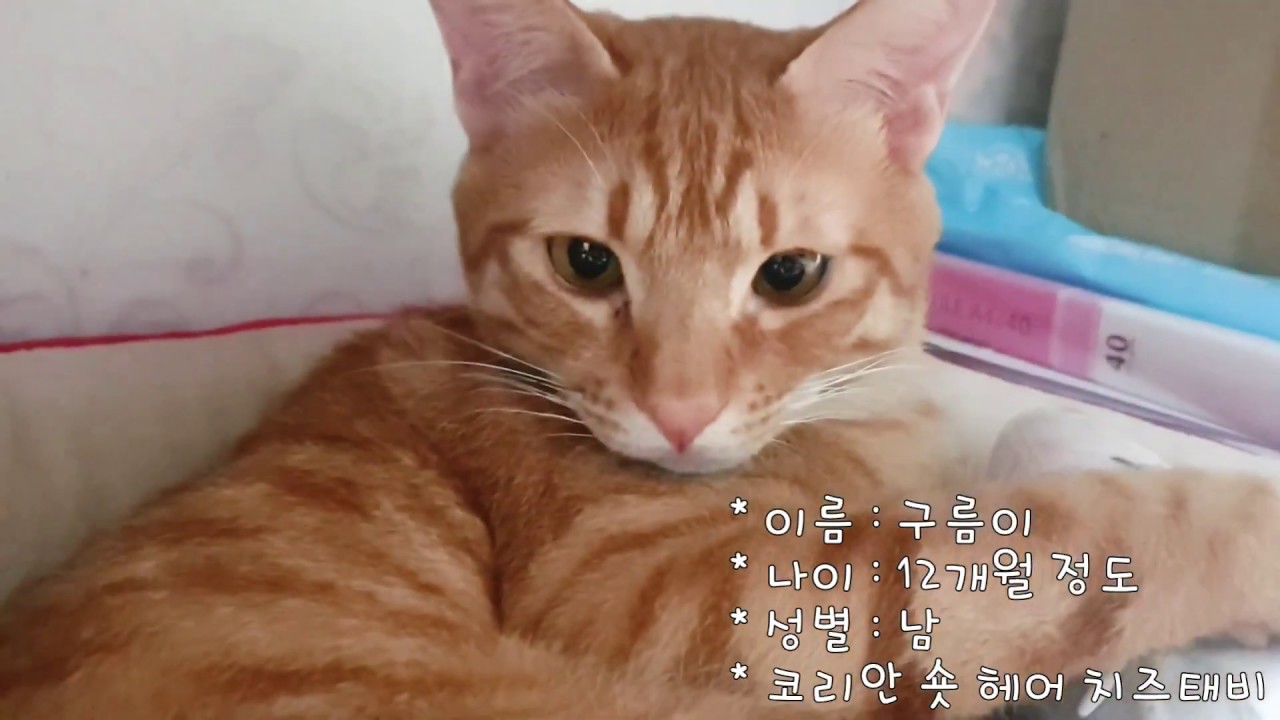 40
* 이름 : 구름이
* 나이 : 12개월 정도
* 성별 : 남
* 코리안 숏 헤어 치즈태비